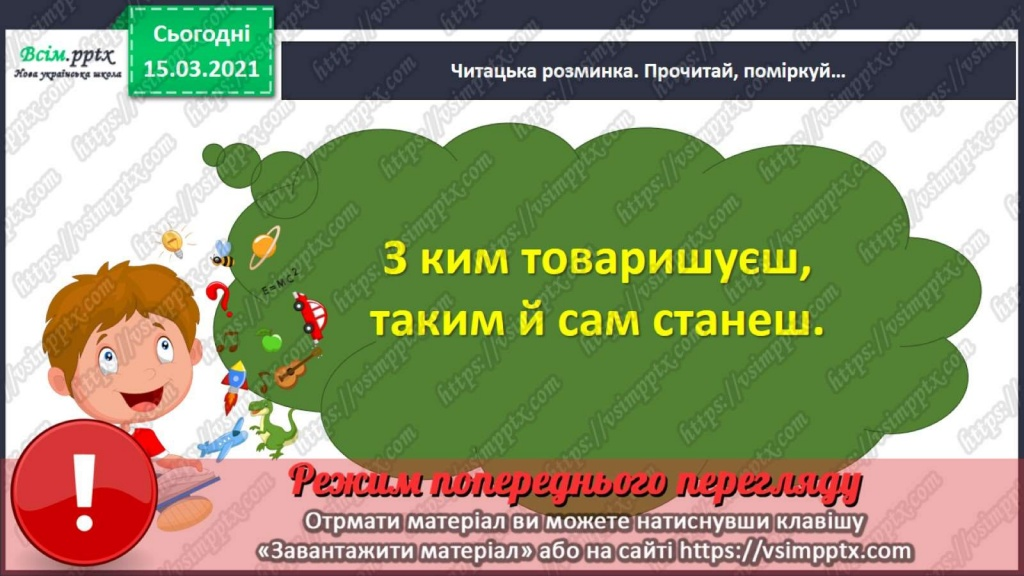 Сьогодні
15.03.2021
Всім.pptx
Нова українська школа
Читацька розминка. Прочитай, поміркуй...
З ким товаришуєш,
таким й сам станеш.
E=MC²
Режим попереднього перегляду
Отрмати матеріал ви можете натиснувши клавішу
«Завантажити матеріал» або на сайті https://vsimpptx.com